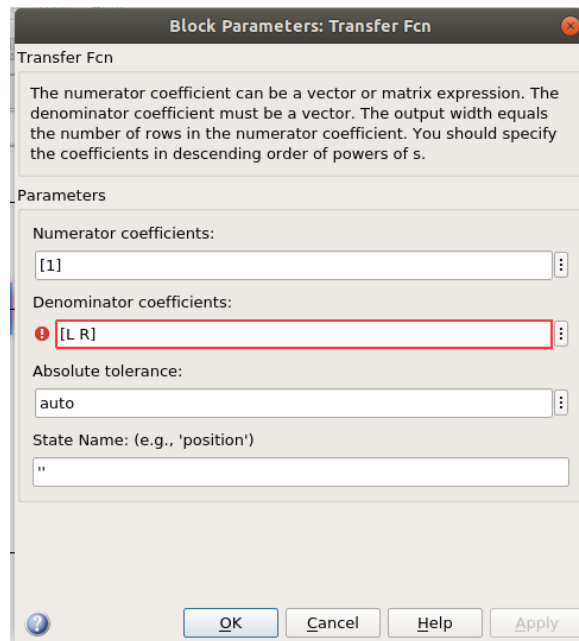 Block Parameters: Transfer Fcn
Transfer Fcn
The numerator coefficient can be a vector or matrix expression. The
denominator coefficient must be a vector. The output width equals
the number of rows in the numerator coefficient. You should specify
the coefficients in descending order of powers of s.
Parameters
Numerator coefficients:
[1]
Denominator coefficients:
[L R]
Absolute tolerance:
auto
State Name: (e.g., 'position')
''
OK Cancel Help Apply